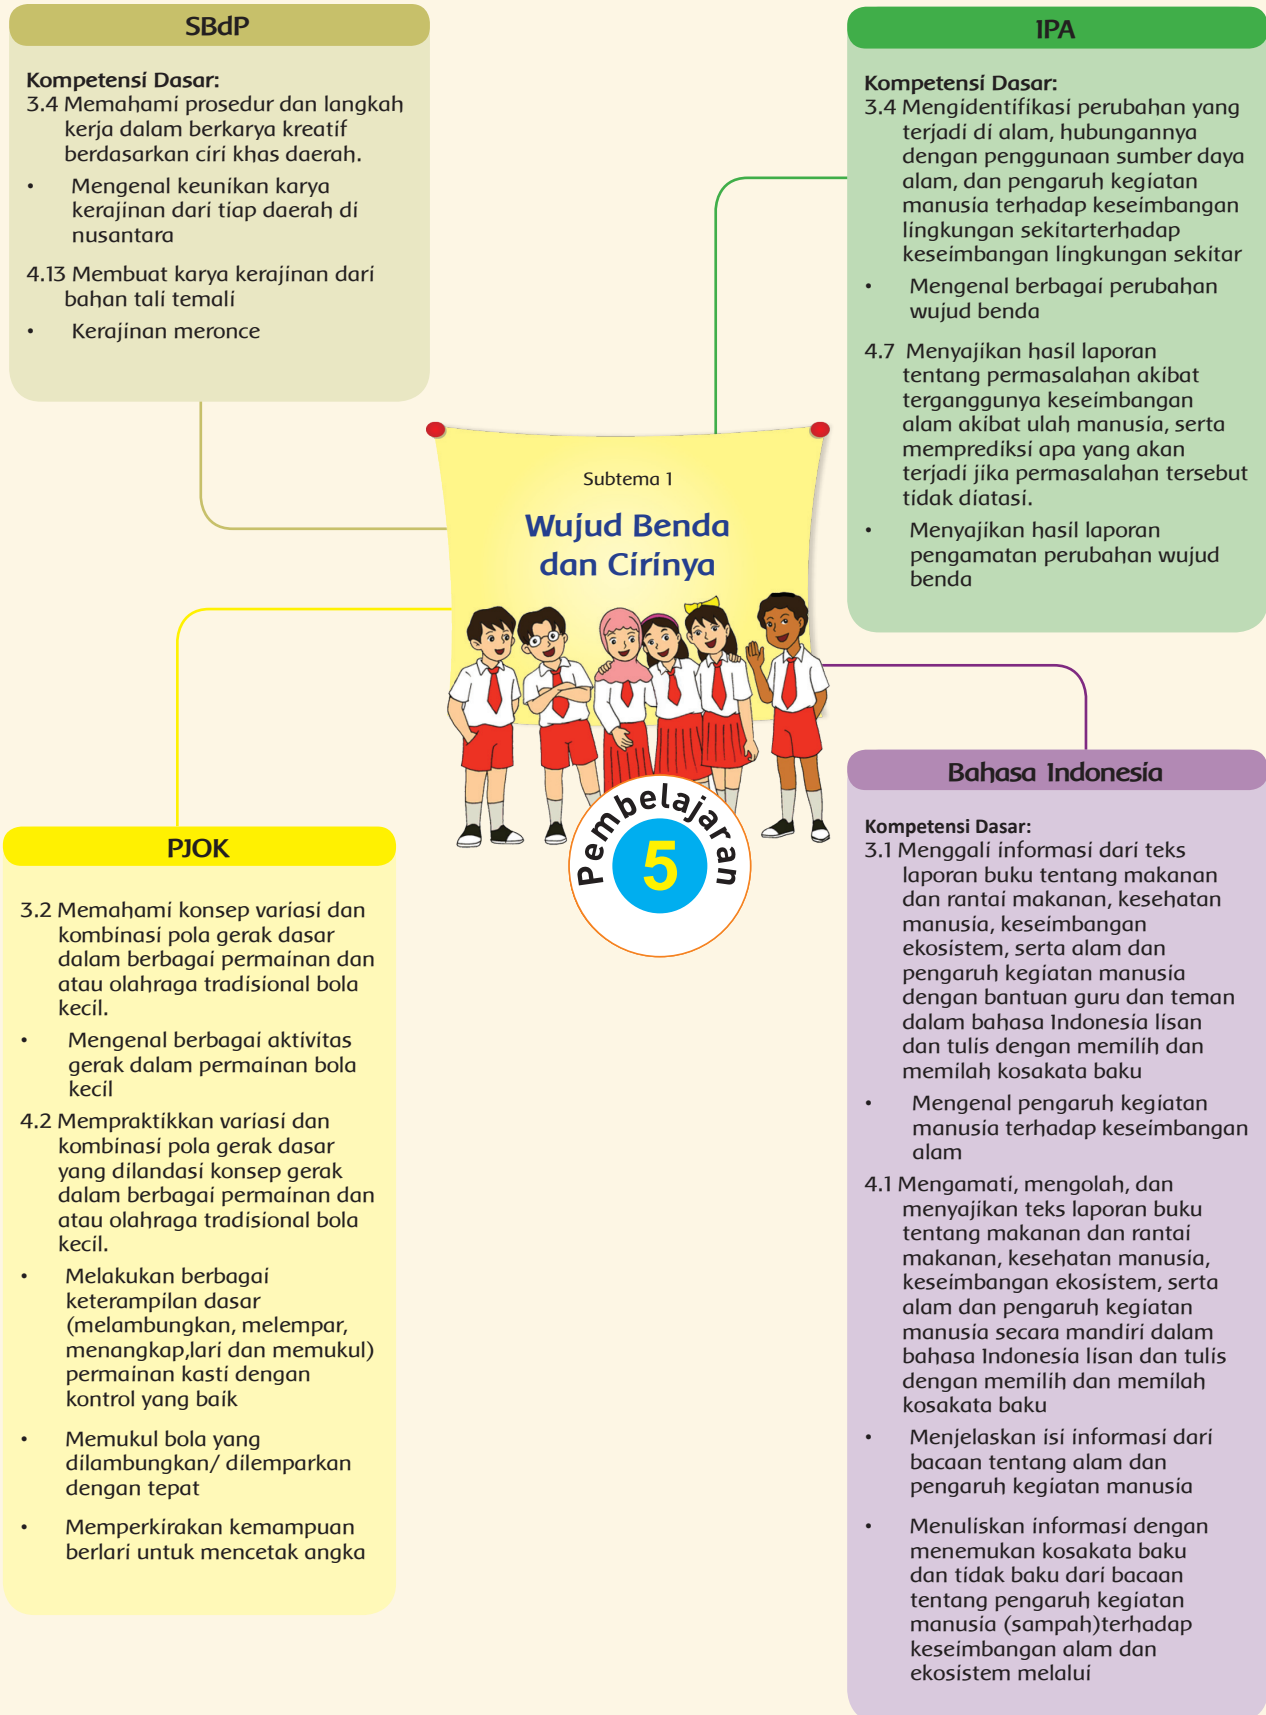 SBdP
Kompetensi Dasar:
3.4 Memahami prosedur dan langkah
kerja dalam berkarya kreatif
berdasarkan ciri khas daerah.
• Mengenal keunikan karya
kerajinan dari tiap daerah di
nusantara
4.13 Membuat karya kerajinan dari
bahan tali temali
• Kerajinan meronce
IPA
Kompetensi Dasar:
3.4 Mengidentifikasi perubahan yang
terjadi di alam, hubungannya
dengan penggunaan sumber daya
alam, dan pengaruh kegiatan
manusia terhadap keseimbangan
lingkungan sekitarterhadap
keseimbangan lingkungan sekitar
• Mengenal berbagai perubahan
wujud benda
4.7 Menyajikan hasil laporan
tentang permasalahan akibat
terganggunya keseimbangan
alam akibat ulah manusia, serta
memprediksi apa yang akan
terjadi jika permasalahan tersebut
tidak diatasi.
• Menyajikan hasil laporan
pengamatan perubahan wujud
benda
Subtema 1
Wujud Benda
dan Cirinya
Pembelajaran
5
PJOK
3.2 Memahami konsep variasi dan
kombinasi pola gerak dasar
dalam berbagai permainan dan
atau olahraga tradisional bola
kecil.
• Mengenal berbagai aktivitas
gerak dalam permainan bola
kecil
4.2 Mempraktikkan variasi dan
kombinasi pola gerak dasar
yang dilandasi konsep gerak
dalam berbagai permainan dan
atau olahraga tradisional bola
kecil.
• Melakukan berbagai
keterampilan dasar
(melambungkan, melempar,
menangkap,lari dan memukul)
permainan kasti dengan
kontrol yang baik
• Memukul bola yang
dilambungkan/ dilemparkan
dengan tepat
• Memperkirakan kemampuan
berlari untuk mencetak angka
Bahasa Indonesia
Kompetensi Dasar:
3.1 Menggali informasi dari teks
laporan buku tentang makanan
dan rantai makanan, kesehatan
manusia, keseimbangan
ekosistem, serta alam dan
pengaruh kegiatan manusia
dengan bantuan guru dan teman
dalam bahasa Indonesia lisan
dan tulis dengan memilih dan
memilah kosakata baku
• Mengenal pengaruh kegiatan
manusia terhadap keseimbangan
alam
4.1 Mengamati, mengolah, dan
menyajikan teks laporan buku
tentang makanan dan rantai
makanan, kesehatan manusia,
keseimbangan ekosistem, serta
alam dan pengaruh kegiatan
manusia secara mandiri dalam
bahasa Indonesia lisan dan tulis
dengan memilih dan memilah
kosakata baku
• Menjelaskan isi informasi dari
bacaan tentang alam dan
pengaruh kegiatan manusia
• Menuliskan informasi dengan
menemukan kosakata baku
dan tidak baku dari bacaan
tentang pengaruh kegiatan
manusia (sampah)terhadap
keseimbangan alam dan
ekosistem melalui